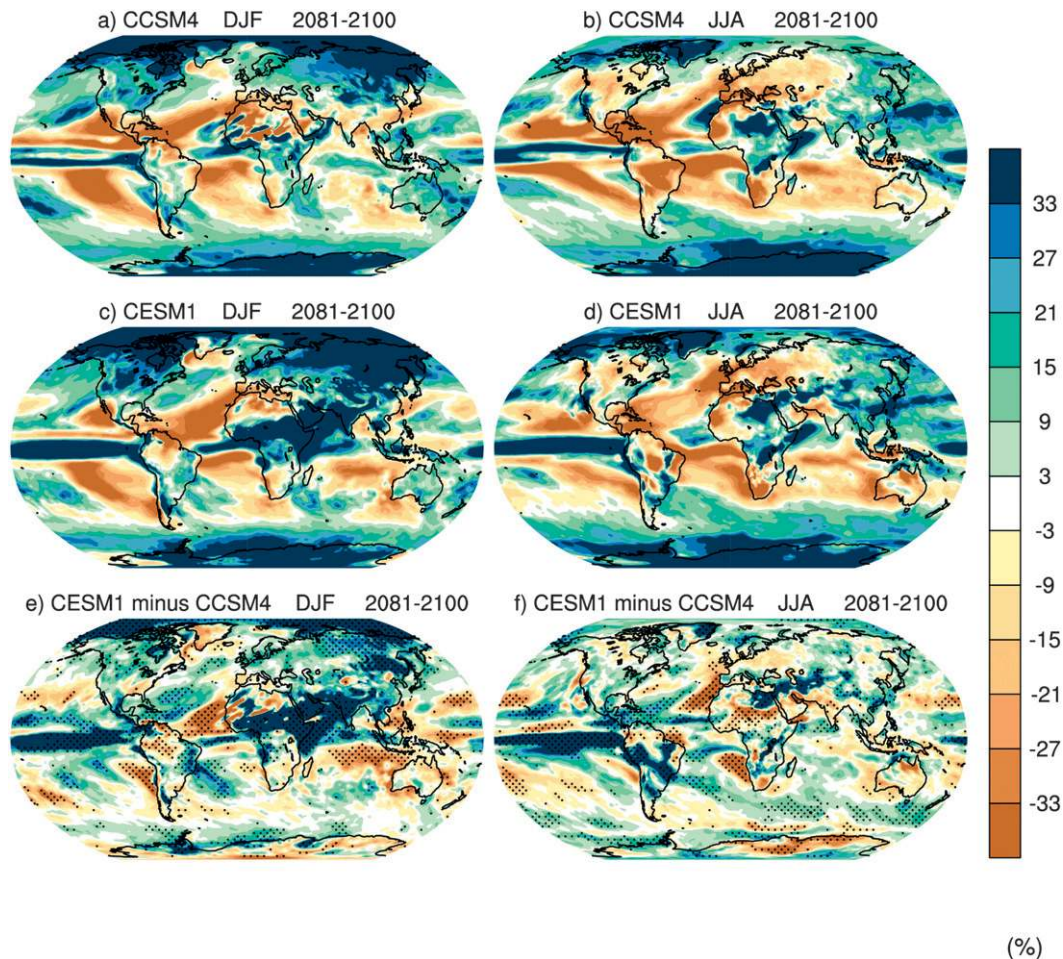 a) CCSM4 DJF 2081-2100
b) CCSM4 JJA 2081-2100
c) CESM1 DJF 2081-2100
d) CESM1 JJA 2081-2100
e) CESM1 minus CCSM4 DJF 2081-2100
f) CESM1 minus CCSM4 JJA 2081-2100
33
27
21
15
9
3
-3
-9
-15
-21
-27
-33
(%)